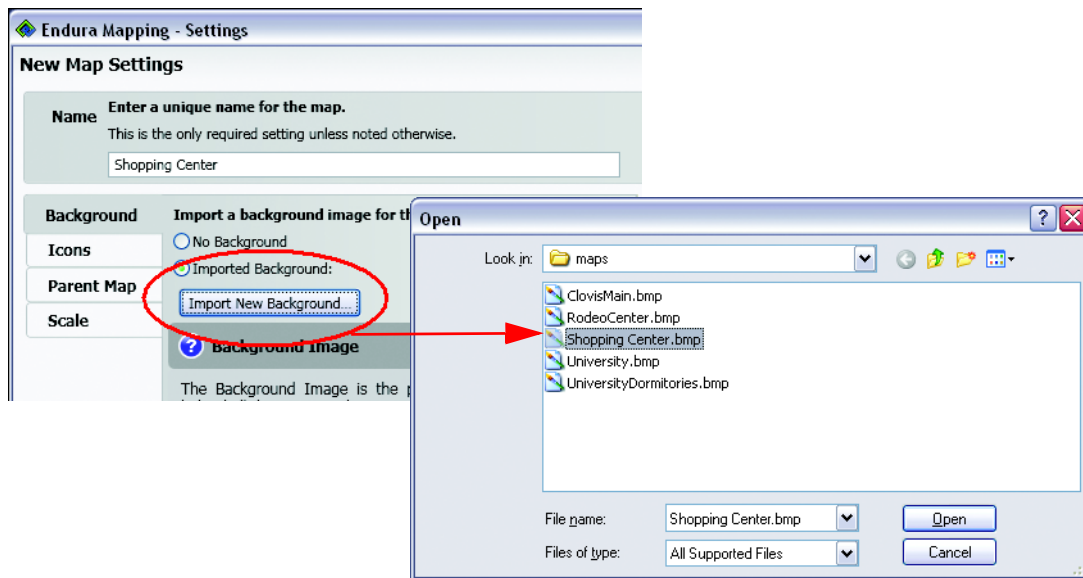 Endura Mapping - Settings
New Map Settings
Name
Enter a unique name for the map.
This is the only required setting unless noted otherwise.
Shopping Center
Background
Icons
Parent Map
Scale
Import a background image for
No Background
Imported Background:
Import New Background...
? Background Image
The Background Image is the
Open
?
Look in: maps
ClovisMain.bmp
RodeoCenter.bmp
Shopping Center.bmp
University.bmp
UniversityDormitories.bmp
File name: Shopping Center.bmp Open
Files of type: All Supported Files Cancel